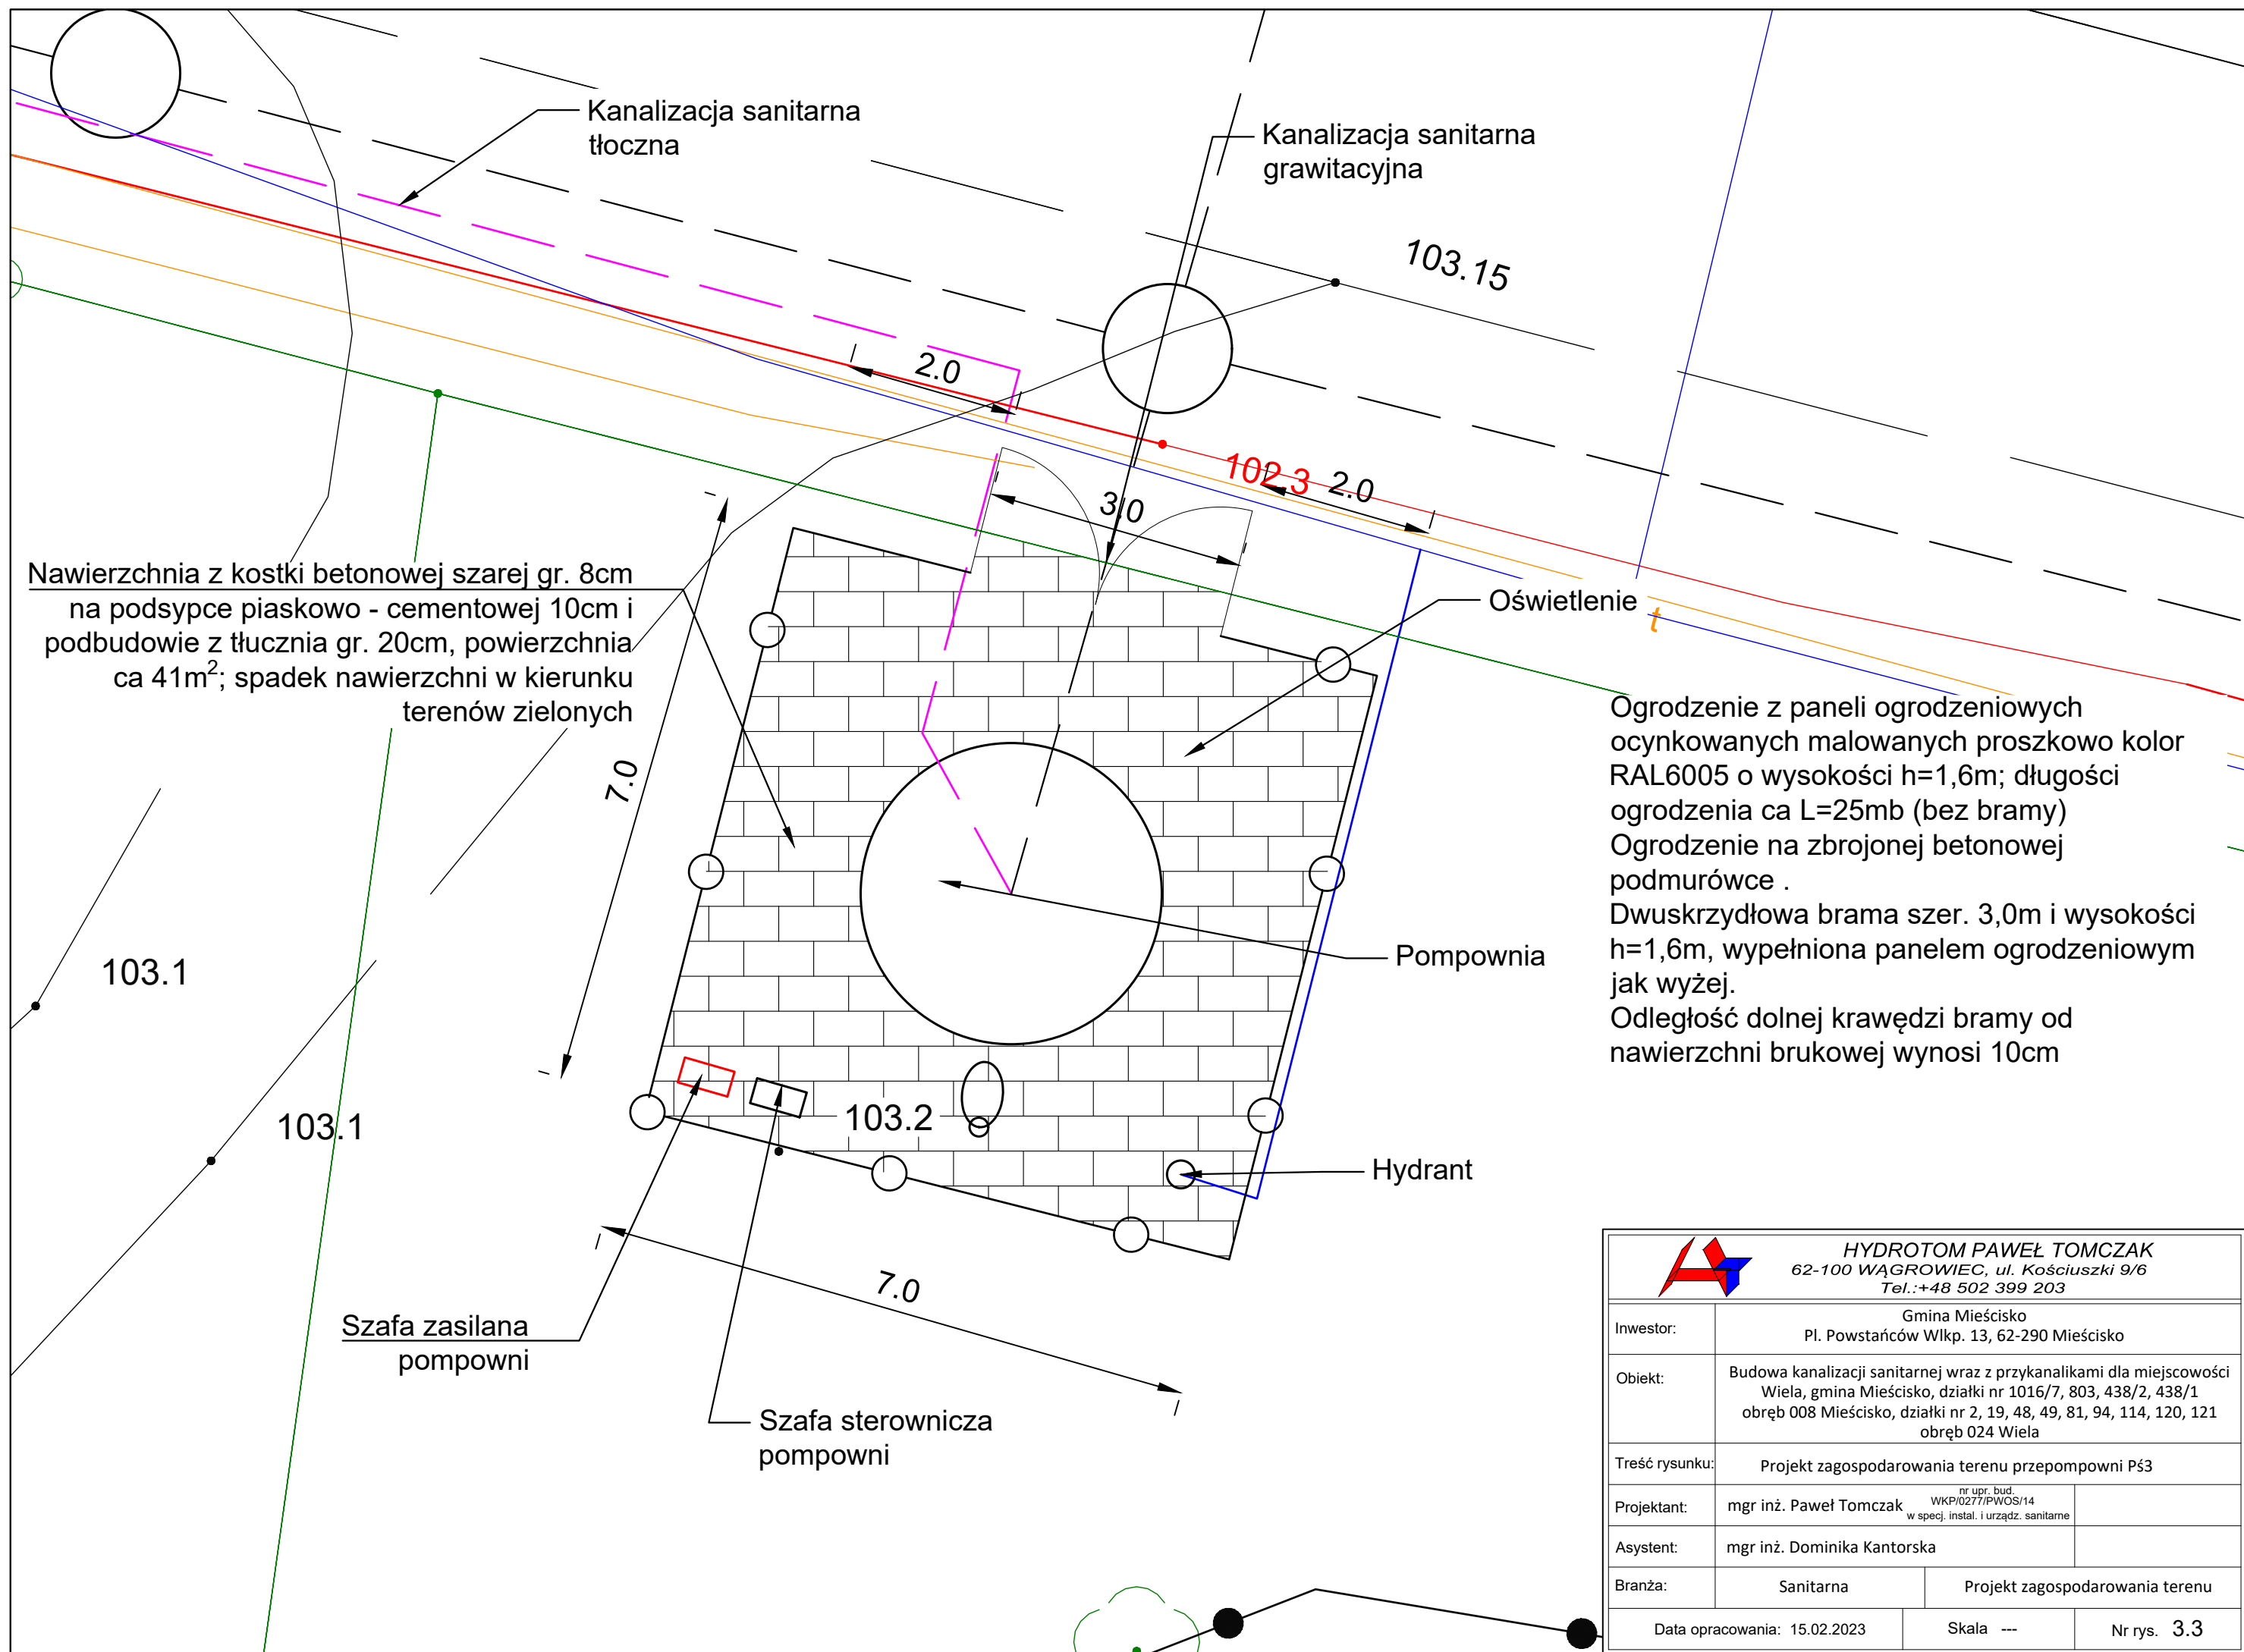 Kanalizacja sanitarna
tłoczna
Kanalizacja sanitarna
grawitacyjna
103.15
2.0
102.3
2.0
3.0
Nawierzchnia z kostki betonowej szarej gr. 8cm
na podsypce piaskowo - cementowej 10cm i
podbudowie z tłucznia gr. 20cm, powierzchnia
ca 41m²; spadek nawierzchni w kierunku
terenów zielonych
Oświetlenie
t
7.0
Ogrodzenie z paneli ogrodzeniowych
ocynkowanych malowanych proszkowo kolor
RAL6005 o wysokości h=1,6m; długości
ogrodzenia ca L=25mb (bez bramy)
Ogrodzenie na zbrojonej betonowej
podmurówce .
Dwuskrzydłowa brama szer. 3,0m i wysokości
h=1,6m, wypełniona panelem ogrodzeniowym
jak wyżej.
Odległość dolnej krawędzi bramy od
nawierzchni brukowej wynosi 10cm
Pompownia
103.1
103.1
103.2
Hydrant
7.0
Szafa zasilana
pompowni
Szafa sterownicza
pompowni
HYDROTOM PAWEŁ TOMCZAK
62-100 WĄGROWIEC, ul. Kościuszki 9/6
Tel.:+48 502 399 203
Inwestor:
Gmina Mieścisko
Pl. Powstańców Wlkp. 13, 62-290 Mieścisko
Obiekt:
Budowa kanalizacji sanitarnej wraz z przykanalikami dla miejscowości
Wiela, gmina Mieścisko, działki nr 1016/7, 803, 438/2, 438/1
obręb 008 Mieścisko, działki nr 2, 19, 48, 49, 81, 94, 114, 120, 121
obręb 024 Wiela
Treść rysunku: Projekt zagospodarowania terenu przepompowni Pś3
Projektant: mgr inż. Paweł Tomczak
nr upr. bud.
WKP/0277/PWOS/14
w specj. instal. i urządz. sanitarne
Asystent: mgr inż. Dominika Kantorska
Branża: Sanitarna Projekt zagospodarowania terenu
Data opracowania: 15.02.2023 Skala --- Nr rys. 3.3